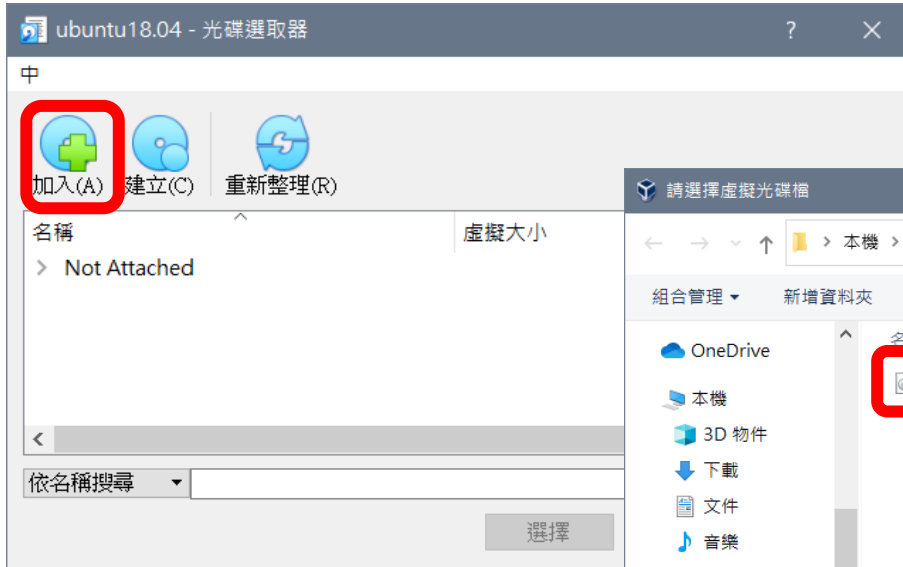 ubuntu18.04 - 光碟選取器
中
加入(A) 建立(C) 重新整理(R)
名稱 虛擬大小
Not Attached
依名稱搜尋
選擇
請選擇虛擬光碟檔
本機
組合管理 新增資料夾
OneDrive
本機
3D 物件
下載
文件
音樂